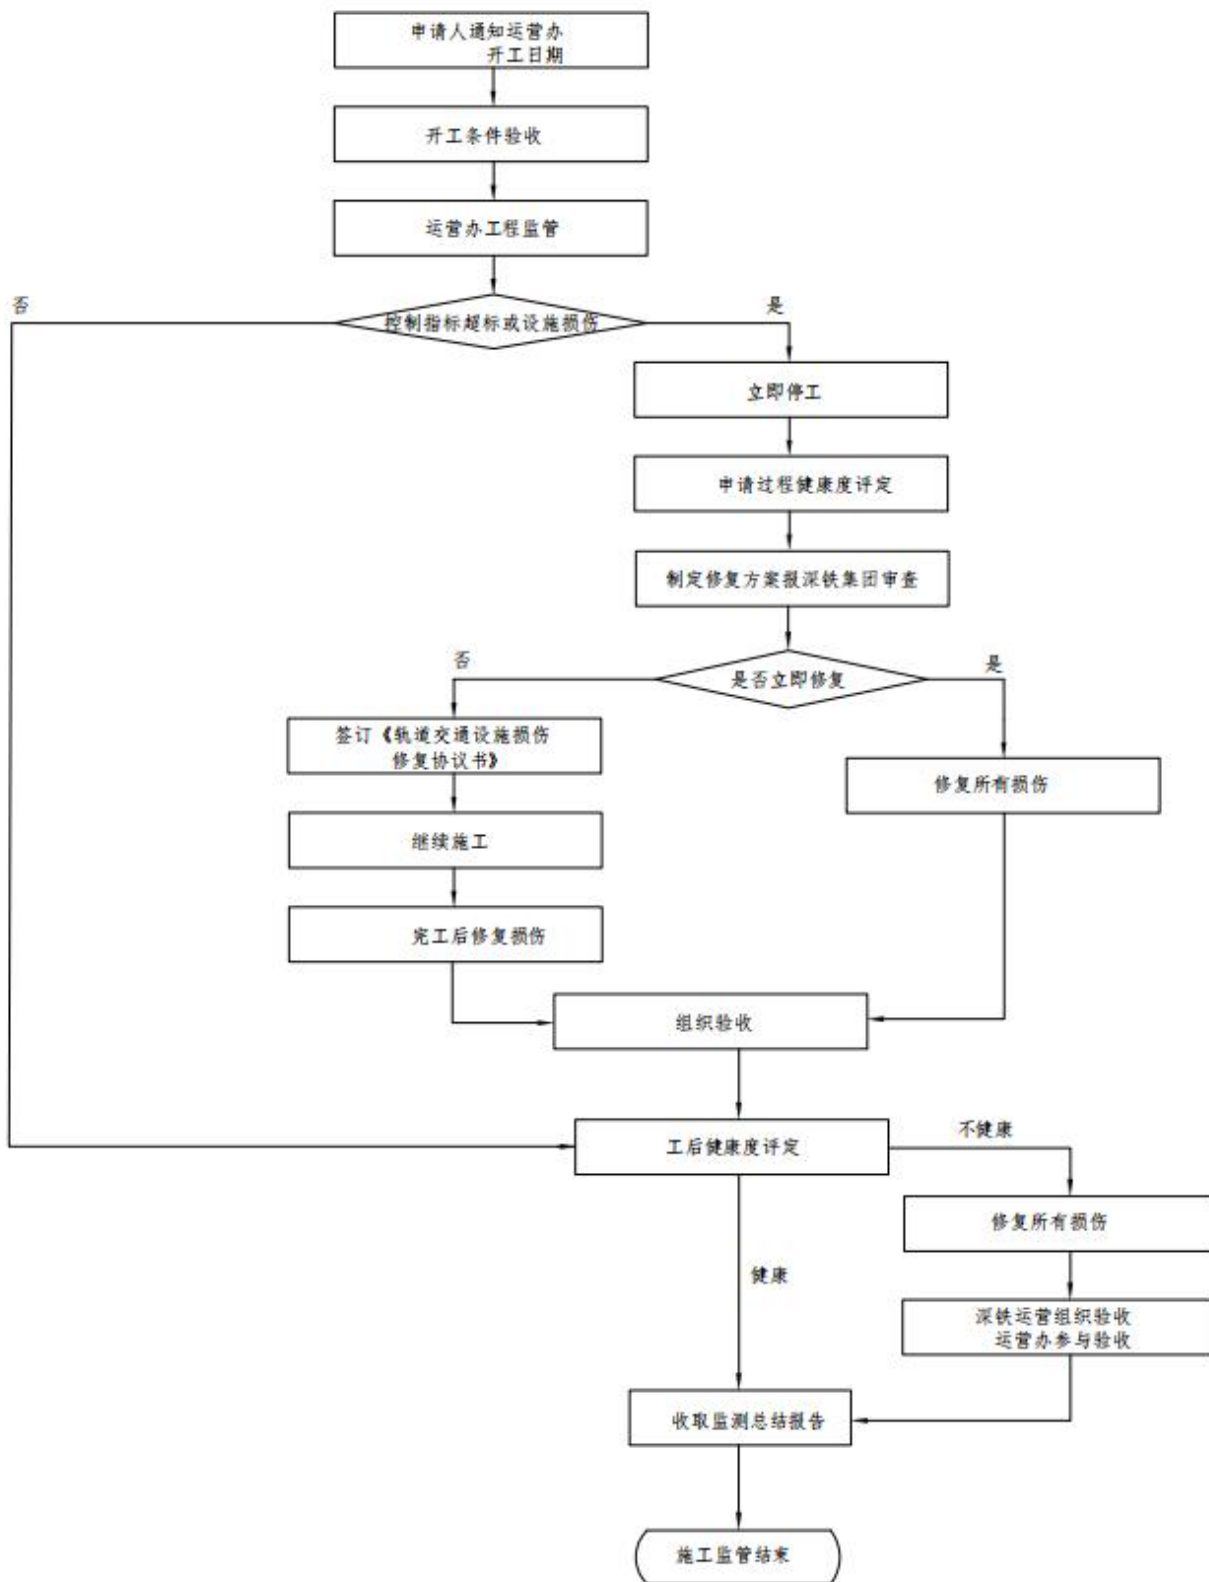 申请人通知运营办
开工日期
开工条件验收
运营办工程监管
否
控制指标超标或设施损伤
是
立即停工
申请过程健康度评定
制定修复方案报深铁集团审查
否
是否立即修复
是
签订《轨道交通设施损伤
修复协议书》
修复所有损伤
继续施工
完工后修复损伤
组织验收
工后健康度评定
不健康
修复所有损伤
健康
深铁运营组织验收
运营办参与验收
收取监测总结报告
施工监管结束